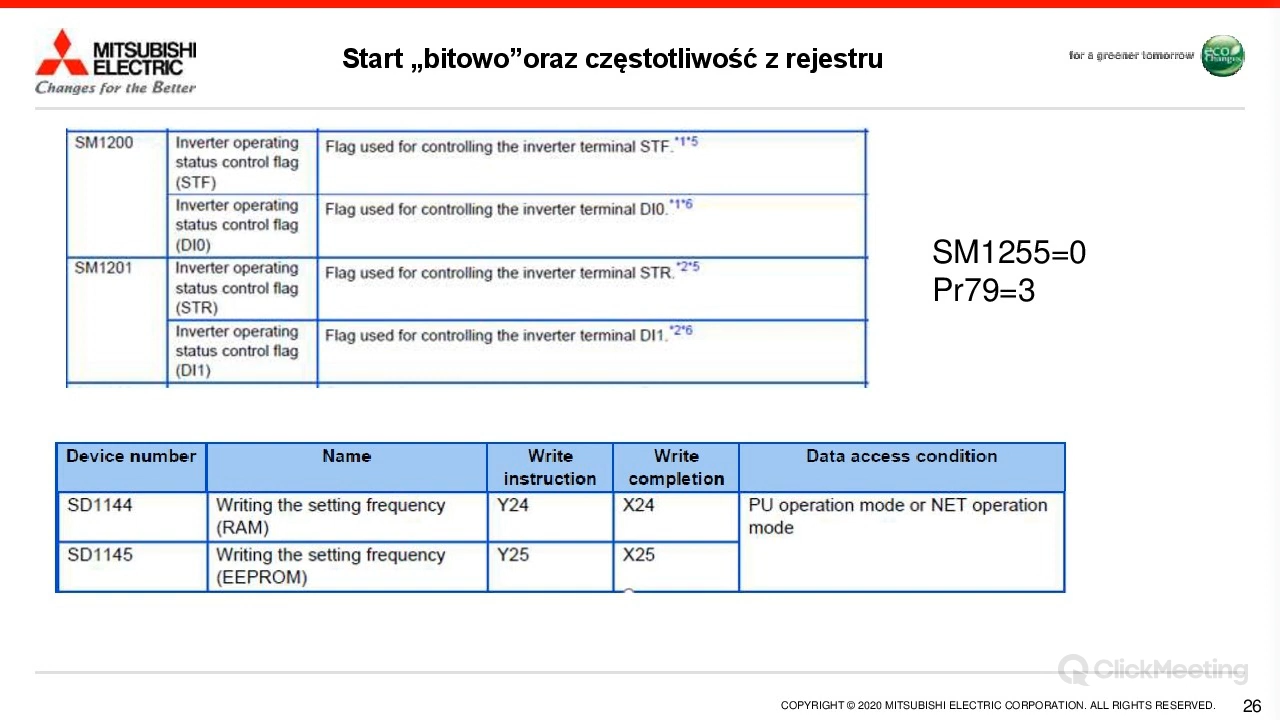 MITSUBISHI
ELECTRIC
Changes for the Better
Start „bitowo”oraz częstotliwość z rejestru
for a greener tomorrow
eco
Changes
SM1200
Inverter operating
status control flag
(STF)
Flag used for controlling the inverter terminal STF.*1*5
Inverter operating
status control flag
(DI0)
Flag used for controlling the inverter terminal DI0.*1*6
SM1201
Inverter operating
status control flag
(STR)
Flag used for controlling the inverter terminal STR.*2*5
Inverter operating
status control flag
(DI1)
Flag used for controlling the inverter terminal DI1.*2*6
SM1255=0
Pr79=3
Device number
Name
Write
instruction
Write
completion
Data access condition
SD1144
Writing the setting frequency
(RAM)
Y24
X24
PU operation mode or NET operation
mode
SD1145
Writing the setting frequency
(EEPROM)
Y25
X25
ClickMeeting
COPYRIGHT © 2020 MITSUBISHI ELECTRIC CORPORATION. ALL RIGHTS RESERVED.
26